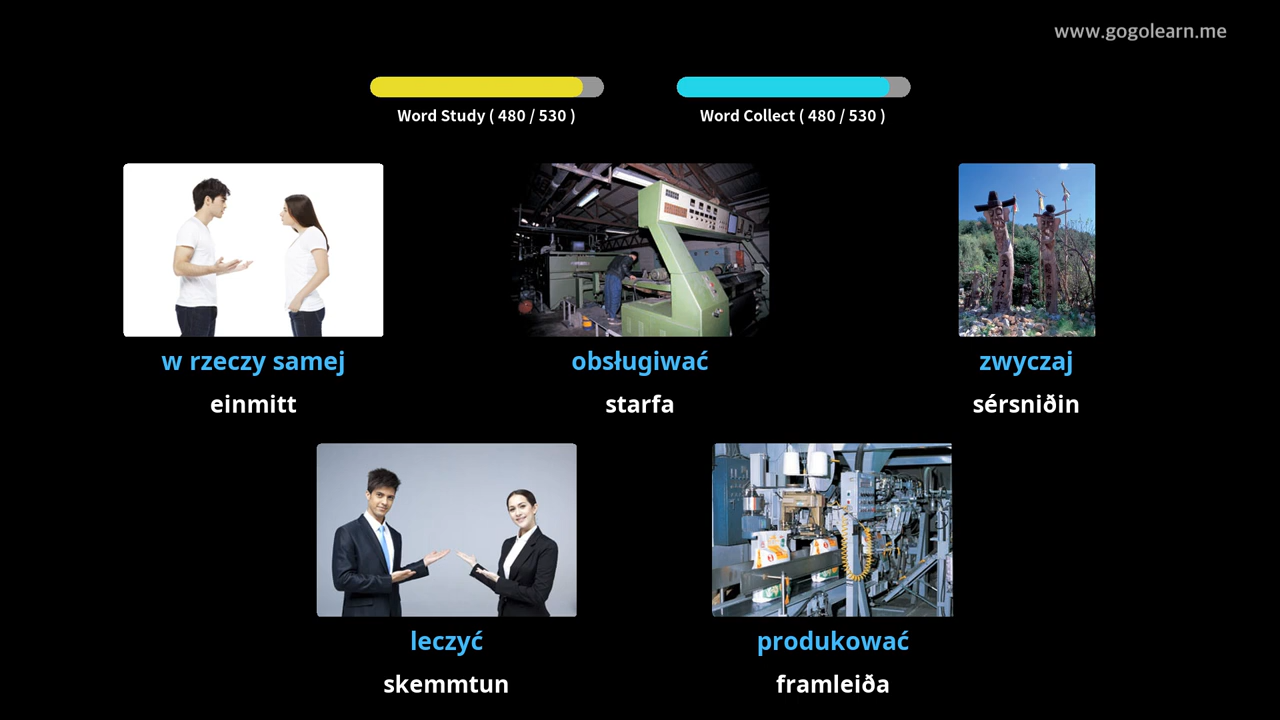 www.gogolearn.me
Word Study ( 480 / 530 )
Word Collect ( 480 / 530 )
w rzeczy samej
einmitt
obsługiwać
starfa
zwyczaj
sérsniðin
leczyć
skemmtun
produkować
framleiða